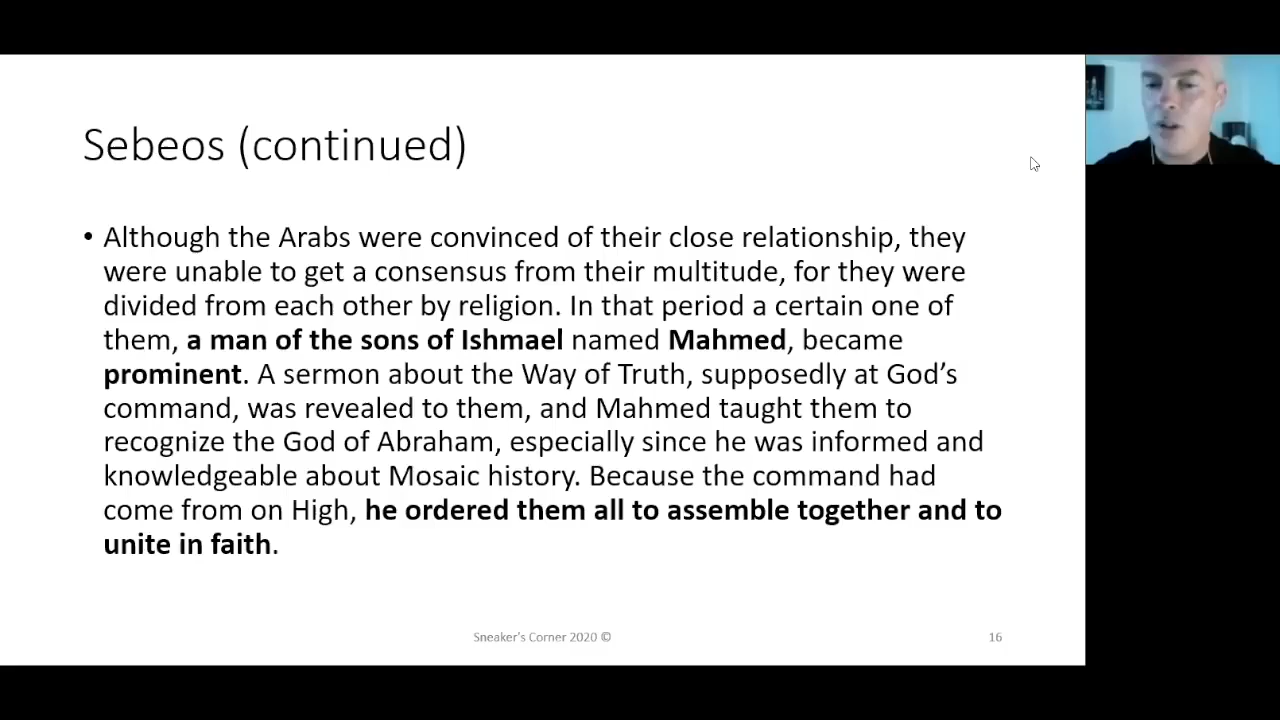 Sebeos (continued)
• Although the Arabs were convinced of their close relationship, they
were unable to get a consensus from their multitude, for they were
divided from each other by religion. In that period a certain one of
them, a man of the sons of Ishmael named Mahmed, became
prominent. A sermon about the Way of Truth, supposedly at God’s
command, was revealed to them, and Mahmed taught them to
recognize the God of Abraham, especially since he was informed and
knowledgeable about Mosaic history. Because the command had
come from on High, he ordered them all to assemble together and to
unite in faith.
Sneaker’s Corner 2020 ©
16